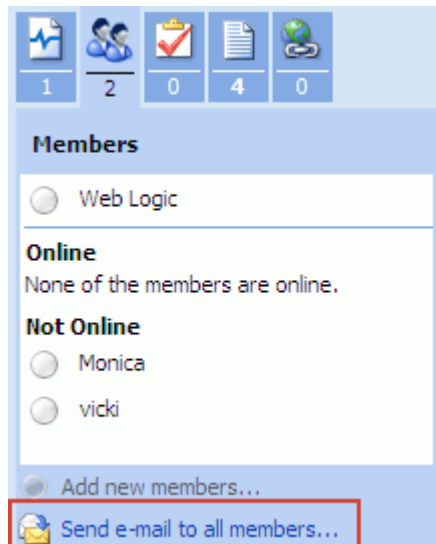 1 2 0 4 0
Members
Web Logic
Online
None of the members are online.
Not Online
Monica
vicki
Add new members...
Send e-mail to all members...